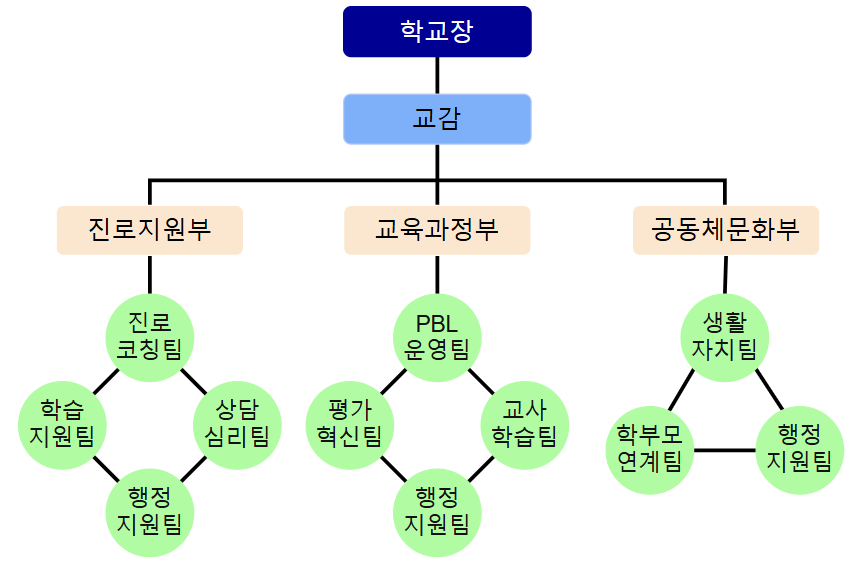 학교장
교감
진로지원부
교육과정부
공동체문화부
진로
코칭팀
학습
지원팀
상담
심리팀
행정
지원팀
PBL
운영팀
평가
혁신팀
교사
학습팀
행정
지원팀
생활
자치팀
학부모
연계팀
행정
지원팀